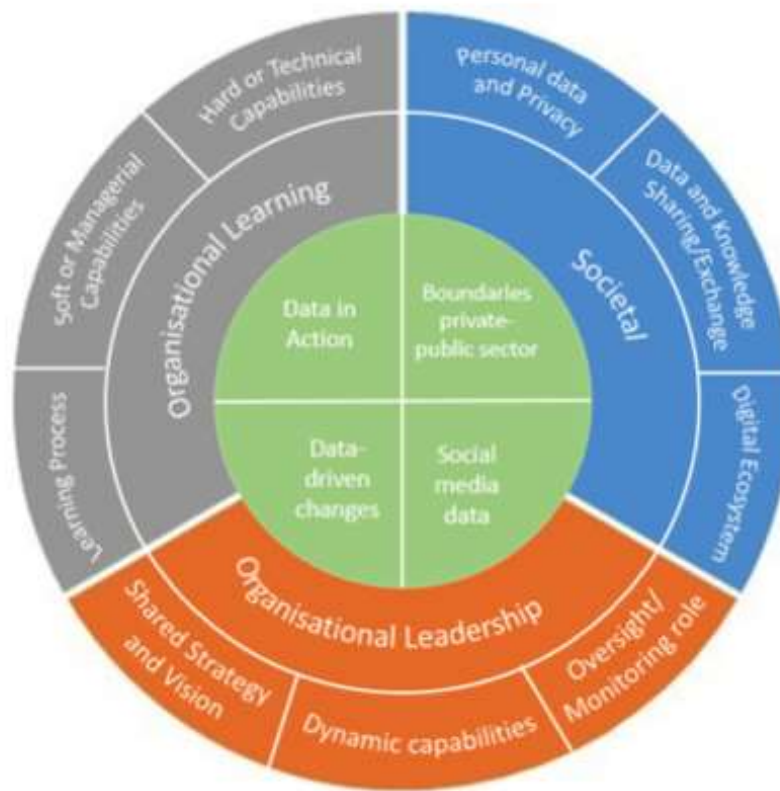 Hard or Technical
Capabilities
Personal data
and Privacy
Soft or Managerial
Capabilities
Data and Knowledge
Sharing/Exchange
Organisational Learning
Societal
Data in
Action
Boundaries
private-
public sector
Learning Process
Digital Ecosystem
Data-
driven
changes
Social
media
data
Organisational Leadership
Shared Strategy
and Vision
Dynamic capabilities
Oversight/
Monitoring role